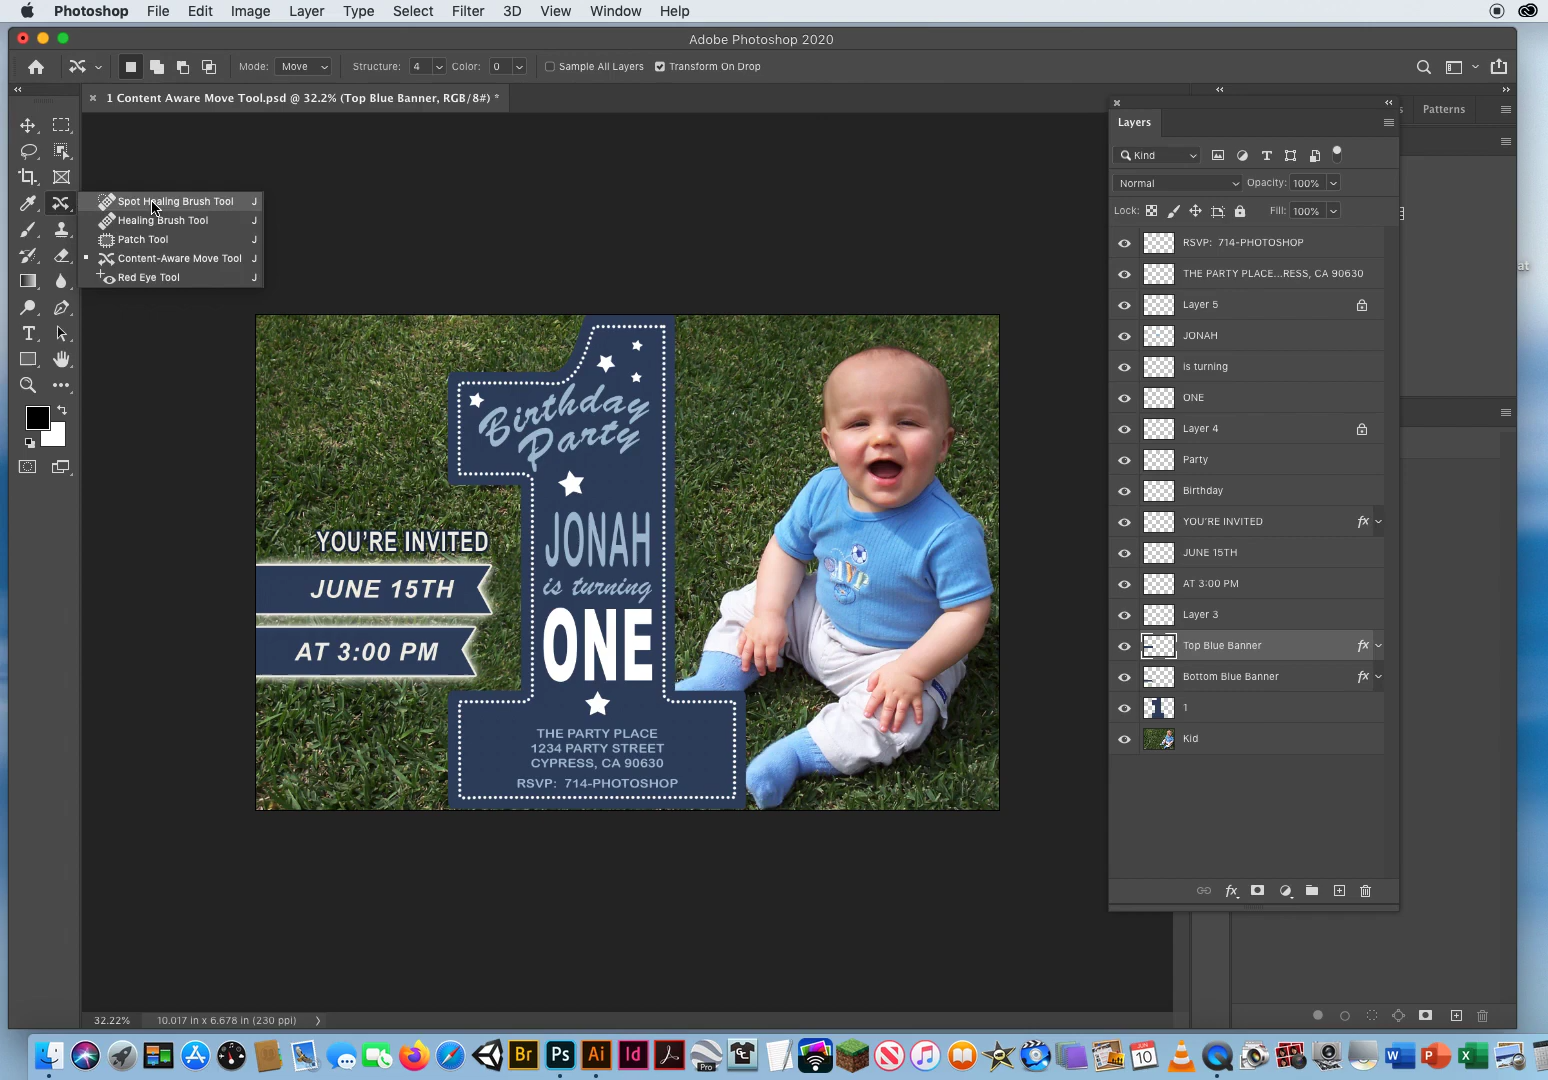 Photoshop File Edit Image Layer Type Select Filter 3D View Window Help
Adobe Photoshop 2020
Mode: Move Structure: 4 Color: 0 Sample All Layers Transform On Drop
1 Content Aware Move Tool.psd @ 32.2% (Top Blue Banner, RGB/8#) *
Spot Healing Brush Tool J
Healing Brush Tool J
Patch Tool J
Content-Aware Move Tool J
Red Eye Tool J
Birthday
Party
JONAH
is turning
ONE
YOU'RE INVITED
JUNE 15TH
AT 3:00 PM
THE PARTY PLACE
1234 PARTY STREET
CYPRESS, CA 90630
RSVP: 714-PHOTOSHOP
Patterns
Layers
Kind
Normal Opacity: 100%
Lock: Fill: 100%
RSVP: 714-PHOTOSHOP
THE PARTY PLACE...RESS, CA 90630
Layer 5
JONAH
is turning
ONE
Layer 4
Party
Birthday
YOU'RE INVITED fx
JUNE 15TH
AT 3:00 PM
Layer 3
Top Blue Banner fx
Bottom Blue Banner fx
1
Kid
fx
32.22% 10.017 in x 6.678 in (230 ppi)
Br Ps Ai Id Pro JUN 10 W P X